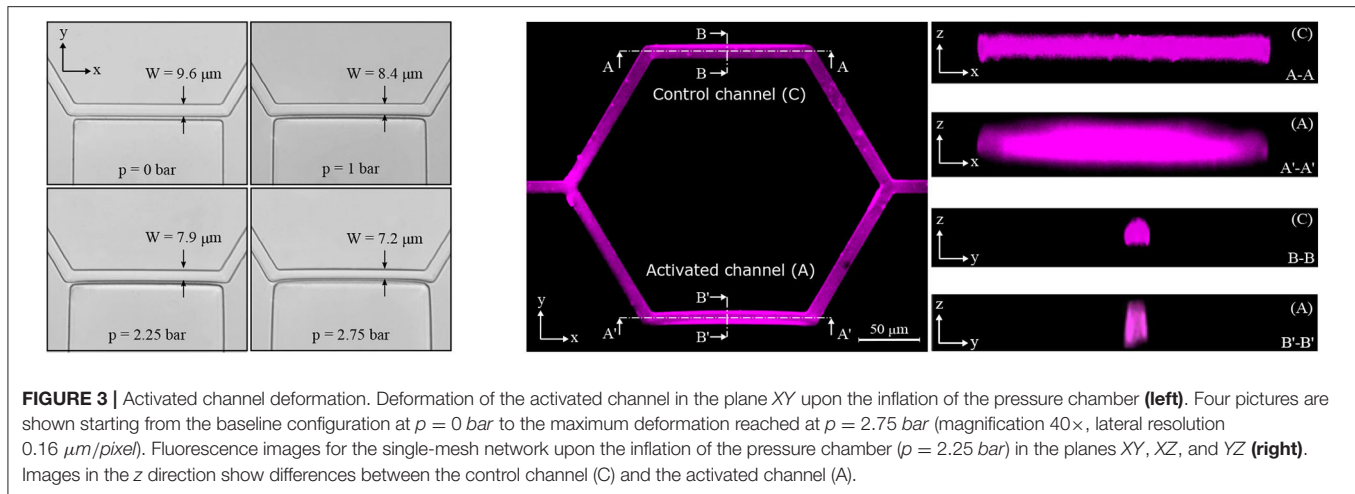 y
x
W = 9.6 μm
p = 0 bar
W = 8.4 μm
p = 1 bar
W = 7.9 μm
p = 2.25 bar
W = 7.2 μm
p = 2.75 bar
B
A
A
B
Control channel (C)
Activated channel (A)
B'
A'
A'
B'
y
x
50 μm
z
x
(C)
A-A
z
x
(A)
A'-A'
z
y
(C)
B-B
z
y
(A)
B'-B'
FIGURE 3 | Activated channel deformation. Deformation of the activated channel in the plane XY upon the inflation of the pressure chamber (left). Four pictures are
shown starting from the baseline configuration at p = 0 bar to the maximum deformation reached at p = 2.75 bar (magnification 40×, lateral resolution
0.16 μm/pixel). Fluorescence images for the single-mesh network upon the inflation of the pressure chamber (p = 2.25 bar) in the planes XY, XZ, and YZ (right).
Images in the z direction show differences between the control channel (C) and the activated channel (A).